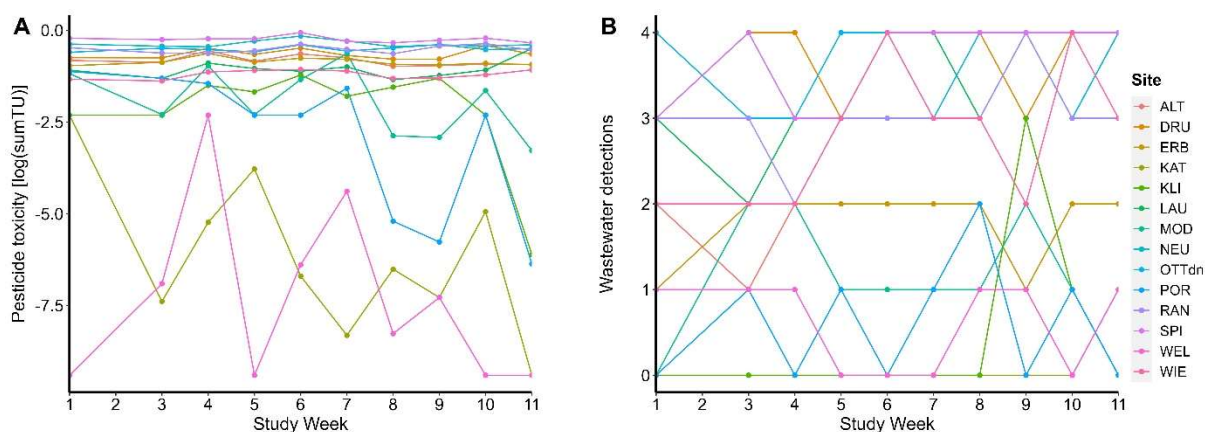 A
0.0
-2.5
-5.0
-7.5
Pesticide toxicity [log(sumTU)]
1 2 3 4 5 6 7 8 9 10 11
Study Week
B
4
3
2
1
0
Wastewater detections
1 2 3 4 5 6 7 8 9 10 11
Study Week
Site
ALT
DRU
ERB
KAT
KLI
LAU
MOD
NEU
OTTdn
POR
RAN
SPI
WEL
WIE